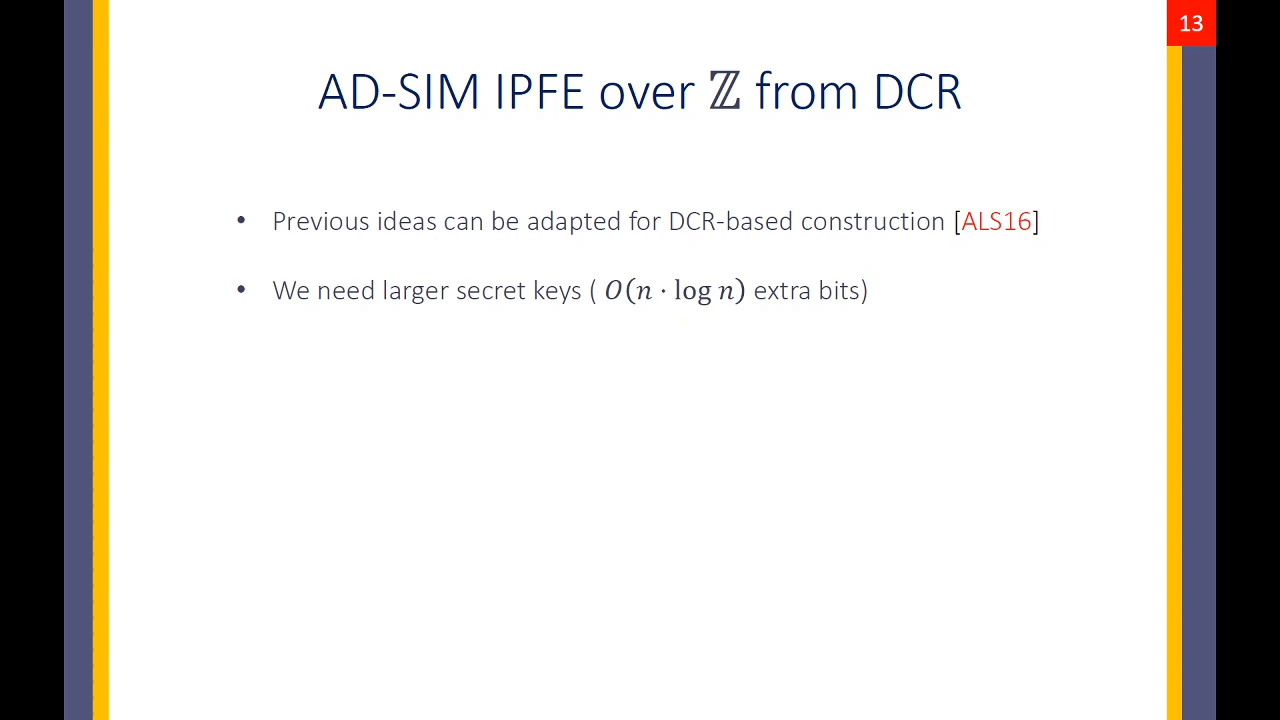 13
AD-SIM IPFE over ℤ from DCR
• Previous ideas can be adapted for DCR-based construction [ALS16]
• We need larger secret keys ( O(n · log n) extra bits)